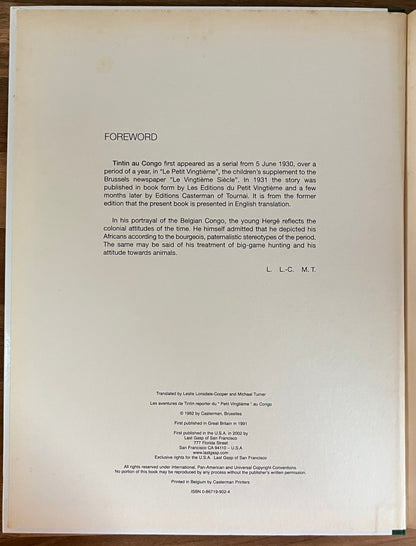 FOREWORD
Tintin au Congo first appeared as a serial from 5 June 1930, over a
period of a year, in "Le Petit Vingtième", the children's supplement to the
Brussels newspaper "Le Vingtième Siècle". In 1931 the story was
published in book form by Les Editions du Petit Vingtième and a few
months later by Editions Casterman of Tournai. It is from the former
edition that the present book is presented in English translation.
In his portrayal of the Belgian Congo, the young Hergé reflects the
colonial attitudes of the time. He himself admitted that he depicted his
Africans according to the bourgeois, paternalistic stereotypes of the period.
The same may be said of his treatment of big-game hunting and his
attitude towards animals.
L. L.-C. M. T.
Translated by Leslie Lonsdale-Cooper and Michael Turner
Les aventures de Tintin reporter du " Petit Vingtième " au Congo
© 1982 by Casterman, Bruxelles
First published in Great Britain in 1991
First published in the U.S.A. in 2002 by
Last Gasp of San Francisco
777 Florida Street
San Francisco CA 94110 - U.S.A
www.lastgasp.com
Exclusive rights for the U.S.A. Last Gasp of San Francisco
All rights reserved under International, Pan-American and Universal Copyright Conventions.
No portion of this book may be reproduced by any process without the publisher's written permission.
Printed in Belgium by Casterman Printers
ISBN 0-86719-902-4